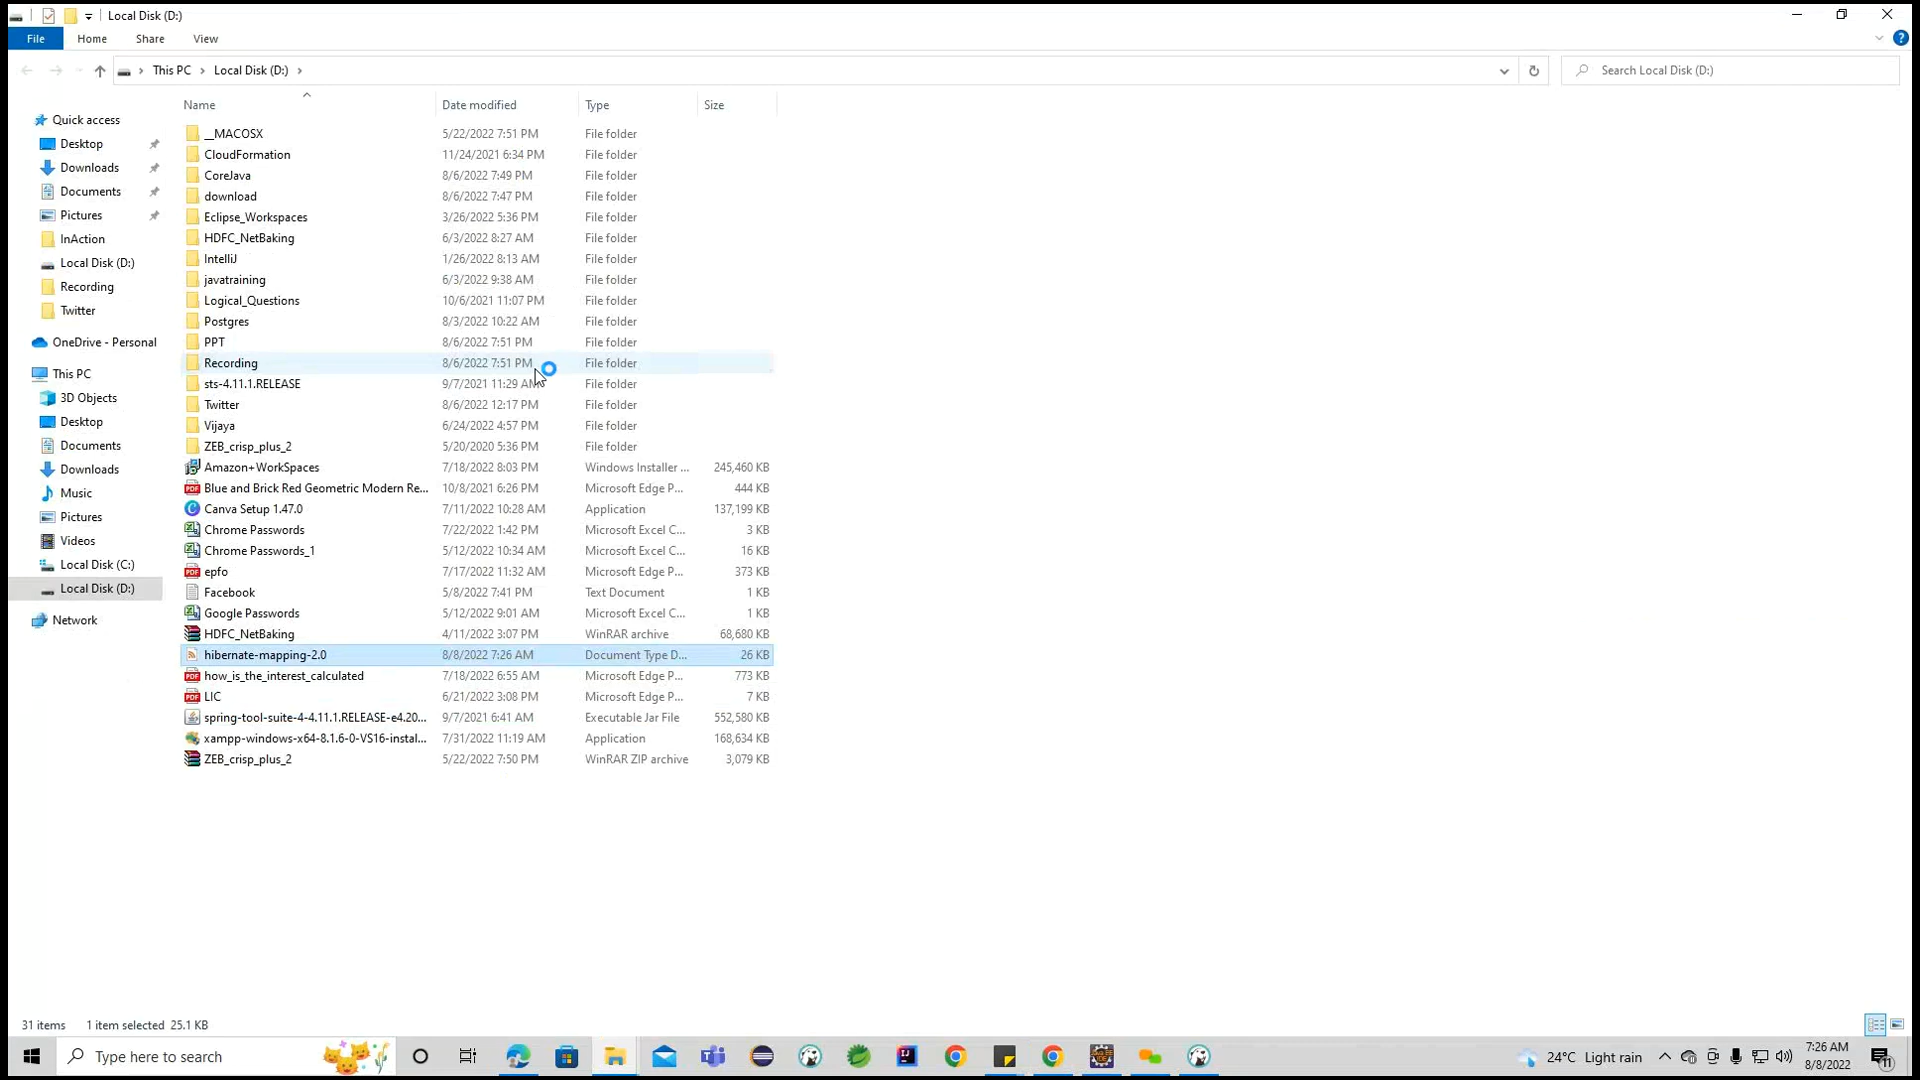 Local Disk (D:)
File Home Share View
This PC Local Disk (D:) Search Local Disk (D:)
Name Date modified Type Size
Quick access
Desktop
Downloads
Documents
Pictures
InAction
Local Disk (D:)
Recording
Twitter
OneDrive - Personal
This PC
3D Objects
Desktop
Documents
Downloads
Music
Pictures
Videos
Local Disk (C:)
Local Disk (D:)
Network
__MACOSX 5/22/2022 7:51 PM File folder
CloudFormation 11/24/2021 6:34 PM File folder
CoreJava 8/6/2022 7:49 PM File folder
download 8/6/2022 7:47 PM File folder
Eclipse_Workspaces 3/26/2022 5:36 PM File folder
HDFC_NetBaking 6/3/2022 8:27 AM File folder
IntelliJ 1/26/2022 8:13 AM File folder
javatraining 6/3/2022 9:38 AM File folder
Logical_Questions 10/6/2021 11:07 PM File folder
Postgres 8/3/2022 10:22 AM File folder
PPT 8/6/2022 7:51 PM File folder
Recording 8/6/2022 7:51 PM File folder
sts-4.11.1.RELEASE 9/7/2021 11:29 AM File folder
Twitter 8/6/2022 12:17 PM File folder
Vijaya 6/24/2022 4:57 PM File folder
ZEB_crisp_plus_2 5/20/2020 5:36 PM File folder
Amazon+WorkSpaces 7/18/2022 8:03 PM Windows Installer ... 245,460 KB
Blue and Brick Red Geometric Modern Re... 10/8/2021 6:26 PM Microsoft Edge P... 444 KB
Canva Setup 1.47.0 7/11/2022 10:28 AM Application 137,199 KB
Chrome Passwords 7/22/2022 1:42 PM Microsoft Excel C... 3 KB
Chrome Passwords_1 5/12/2022 10:34 AM Microsoft Excel C... 16 KB
epfo 7/17/2022 11:32 AM Microsoft Edge P... 373 KB
Facebook 5/8/2022 7:41 PM Text Document 1 KB
Google Passwords 5/12/2022 9:01 AM Microsoft Excel C... 1 KB
HDFC_NetBaking 4/11/2022 3:07 PM WinRAR archive 68,680 KB
hibernate-mapping-2.0 8/8/2022 7:26 AM Document Type D... 26 KB
how_is_the_interest_calculated 7/18/2022 6:55 AM Microsoft Edge P... 773 KB
LIC 6/21/2022 3:08 PM Microsoft Edge P... 7 KB
spring-tool-suite-4-4.11.1.RELEASE-e4.20... 9/7/2021 6:41 AM Executable Jar File 552,580 KB
xampp-windows-x64-8.1.6-0-VS16-instal... 7/31/2022 11:19 AM Application 168,634 KB
ZEB_crisp_plus_2 5/22/2022 7:50 PM WinRAR ZIP archive 3,079 KB
31 items 1 item selected 25.1 KB
Type here to search
24°C Light rain
7:26 AM
8/8/2022
11